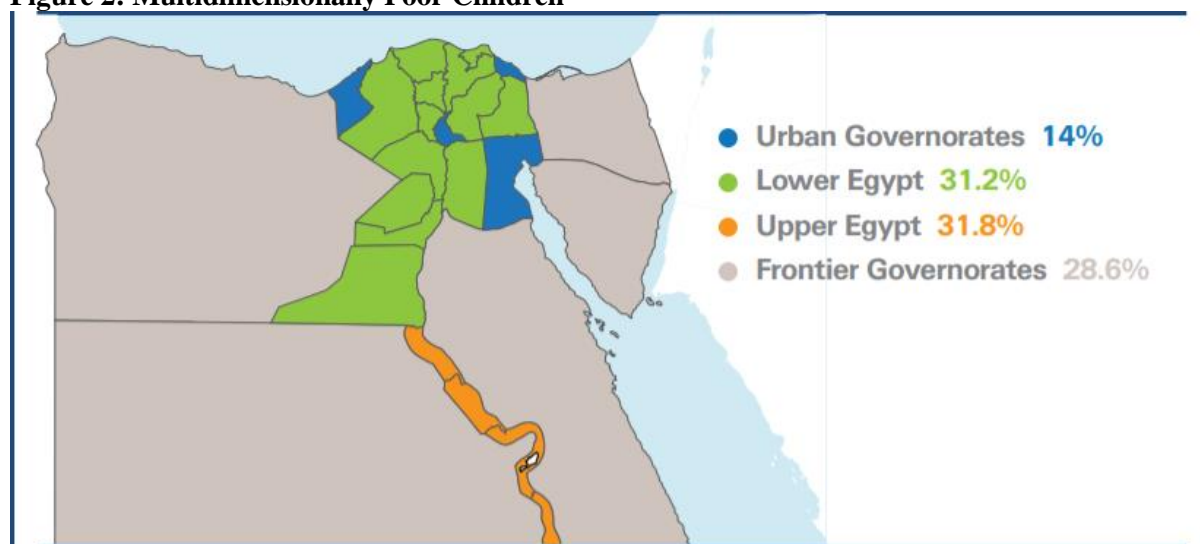 Figure 2: Multidimensionally Poor Children
Urban Governorates 14%
Lower Egypt 31.2%
Upper Egypt 31.8%
Frontier Governorates 28.6%